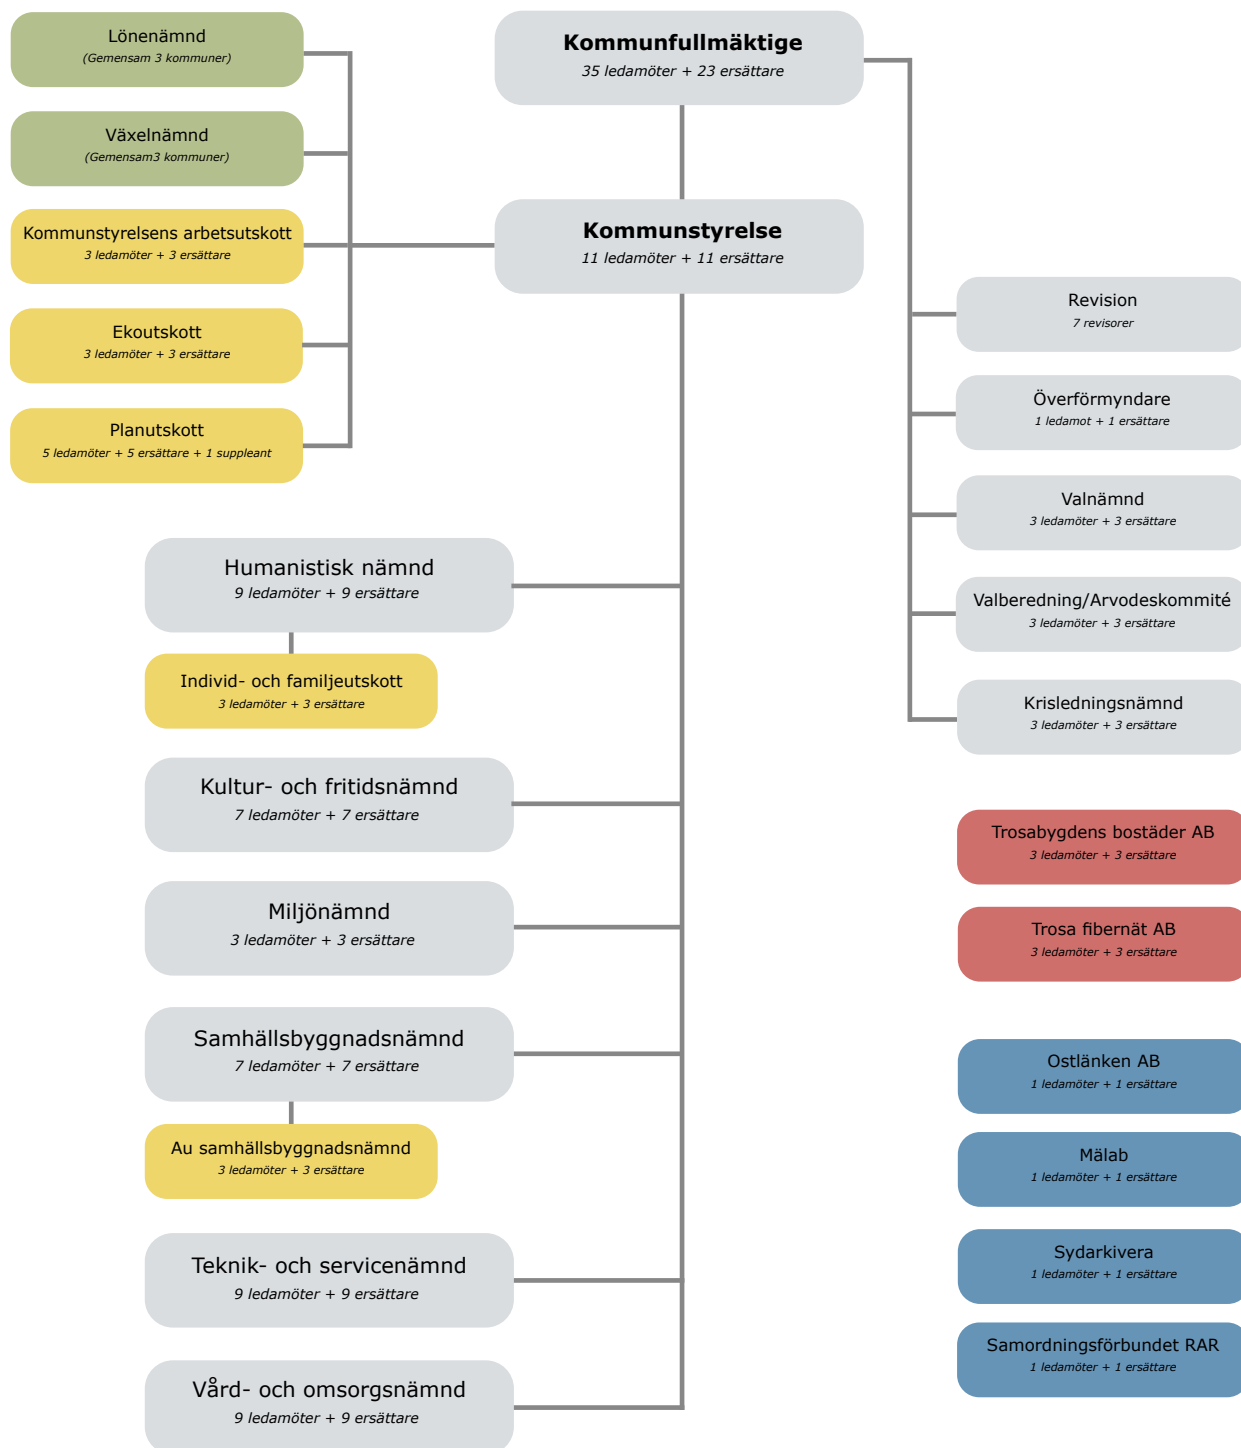 Kommunfullmäktige
35 ledamöter + 23 ersättare
Kommunstyrelse
11 ledamöter + 11 ersättare
Lönenämnd
(Gemensam 3 kommuner)
Växelnämnd
(Gemensam3 kommuner)
Kommunstyrelsens arbetsutskott
3 ledamöter + 3 ersättare
Ekoutskott
3 ledamöter + 3 ersättare
Planutskott
5 ledamöter + 5 ersättare + 1 suppleant
Humanistisk nämnd
9 ledamöter + 9 ersättare
Individ- och familjeutskott
3 ledamöter + 3 ersättare
Kultur- och fritidsnämnd
7 ledamöter + 7 ersättare
Miljönämnd
3 ledamöter + 3 ersättare
Samhällsbyggnadsnämnd
7 ledamöter + 7 ersättare
Au samhällsbyggnadsnämnd
3 ledamöter + 3 ersättare
Teknik- och servicenämnd
9 ledamöter + 9 ersättare
Vård- och omsorgsnämnd
9 ledamöter + 9 ersättare
Revision
7 revisorer
Överförmyndare
1 ledamot + 1 ersättare
Valnämnd
3 ledamöter + 3 ersättare
Valberedning/Arvodeskommité
3 ledamöter + 3 ersättare
Krisledningsnämnd
3 ledamöter + 3 ersättare
Trosabygdens bostäder AB
3 ledamöter + 3 ersättare
Trosa fibernät AB
3 ledamöter + 3 ersättare
Ostlänken AB
1 ledamöter + 1 ersättare
Mälab
1 ledamöter + 1 ersättare
Sydarkivera
1 ledamöter + 1 ersättare
Samordningsförbundet RAR
1 ledamöter + 1 ersättare